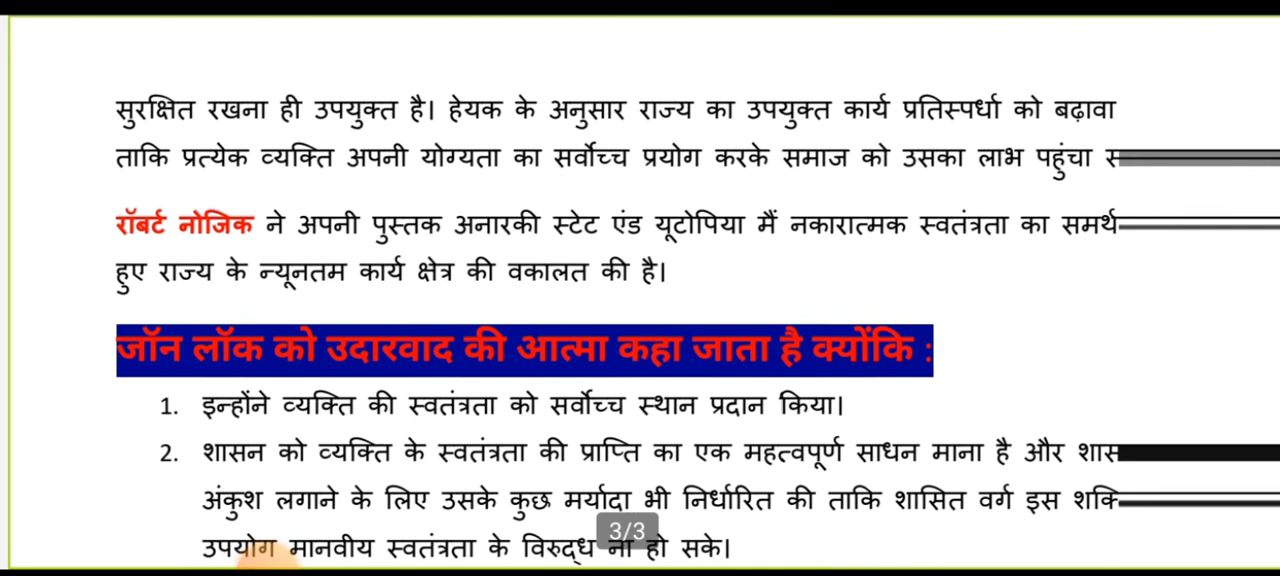 सुरक्षित रखना ही उपयुक्त है। हेयक के अनुसार राज्य का उपयुक्त कार्य प्रतिस्पर्धा को बढ़ावा
ताकि प्रत्येक व्यक्ति अपनी योग्यता का सर्वोच्च प्रयोग करके समाज को उसका लाभ पहुंचा
रॉबर्ट नोजिक ने अपनी पुस्तक अनारकी स्टेट एंड यूटोपिया मैं नकारात्मक स्वतंत्रता का
हुए राज्य के न्यूनतम कार्य क्षेत्र की वकालत की है।
जॉन लॉक को उदारवाद की आत्मा कहा जाता है क्योंकि :
1. इन्होंने व्यक्ति की स्वतंत्रता को सर्वोच्च स्थान प्रदान किया।
2. शासन को व्यक्ति के स्वतंत्रता की प्राप्ति का एक महत्वपूर्ण साधन माना है और
अंकुश लगाने के लिए उसके कुछ मर्यादा भी निर्धारित की ताकि शासित वर्ग इस
उपयोग मानवीय स्वतंत्रता के विरुद्ध ना हो सके।
3/3